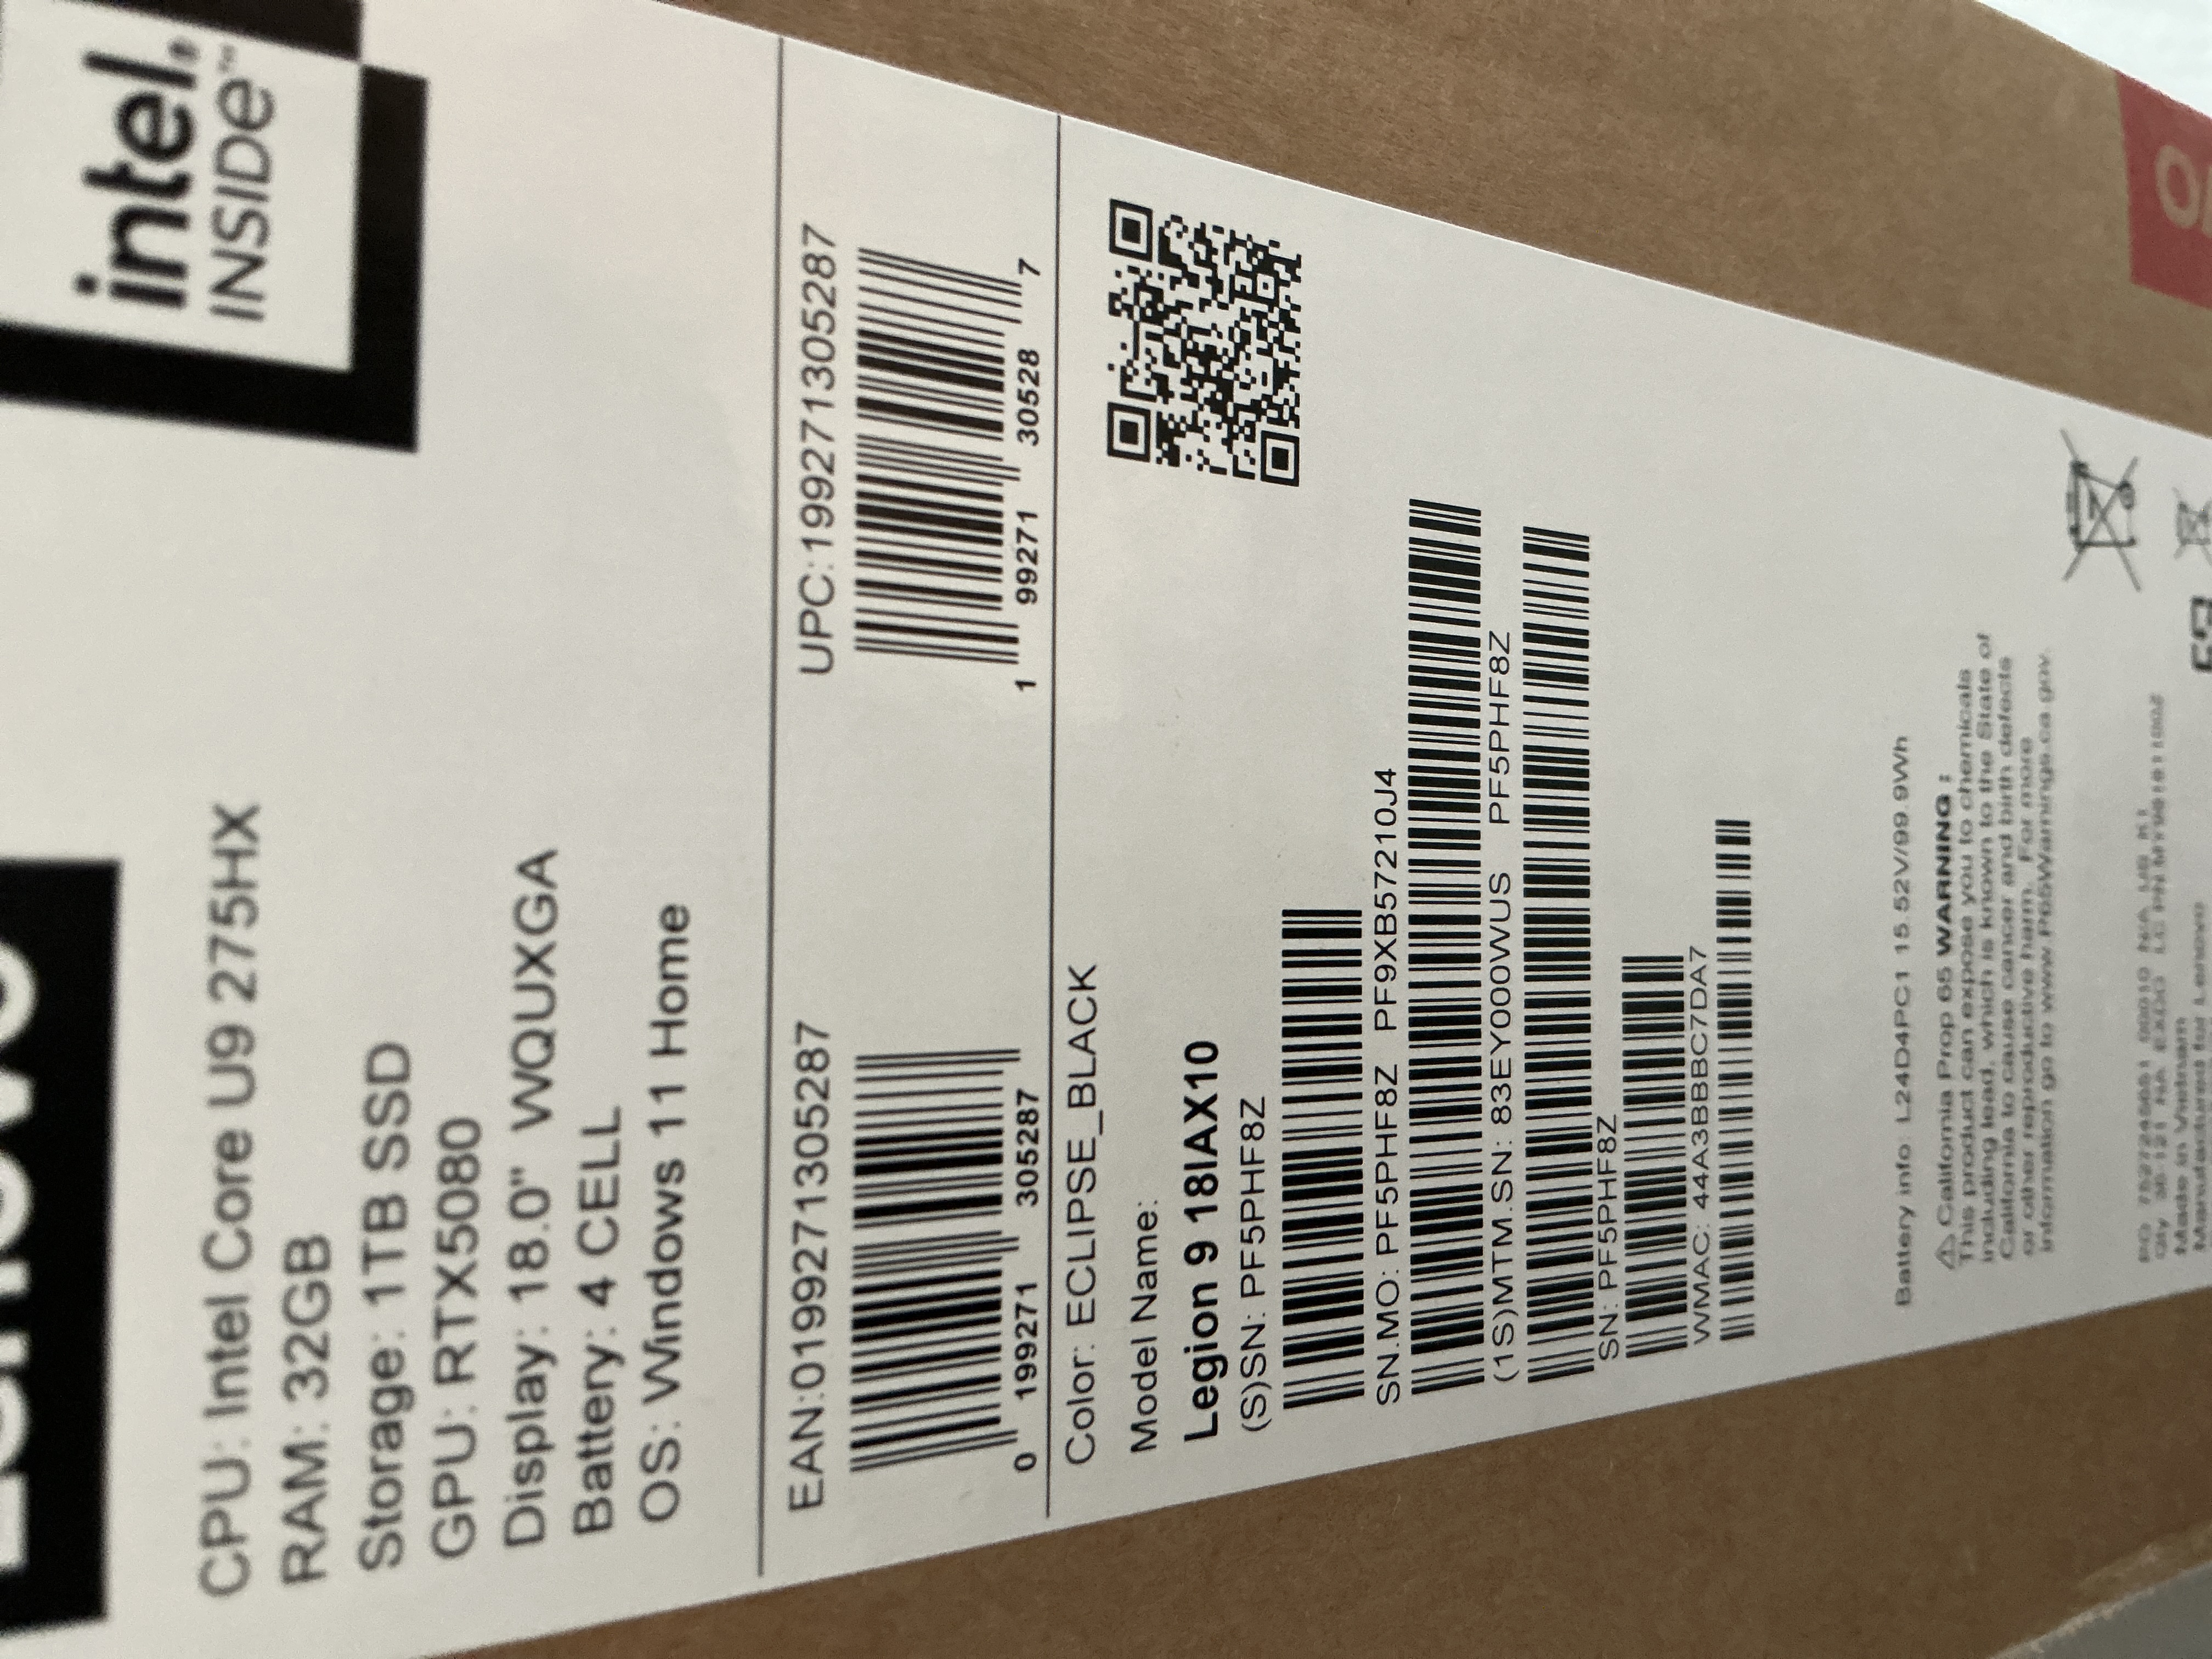 intel.
INSIDE™
CPU: Intel Core U9 275HX
RAM: 32GB
Storage: 1TB SSD
GPU: RTX5080
Display: 18.0" WQUXGA
Battery: 4 CELL
OS: Windows 11 Home
EAN:0199271305287
0 199271 305287
UPC:199271305287
1 99271 30528 7
Color: ECLIPSE_BLACK
Model Name:
Legion 9 18IAX10
(S)SN: PF5PHF8Z
SN.MO: PF5PHF8Z PF9XB57210J4
(1S)MTM.SN: 83EY000WUS PF5PHF8Z
SN: PF5PHF8Z
WMAC: 44A3BBBC7DA7
Battery info: L24D4PC1 15.52V/99.9Wh
⚠ California Prop 65 WARNING :
This product can expose you to chemicals
including lead, which is known to the State of
California to cause cancer and birth defects
or other reproductive harm. For more
information go to www.P65Warnings.ca.gov.
Made in Vietnam
Manufactured for Lenovo